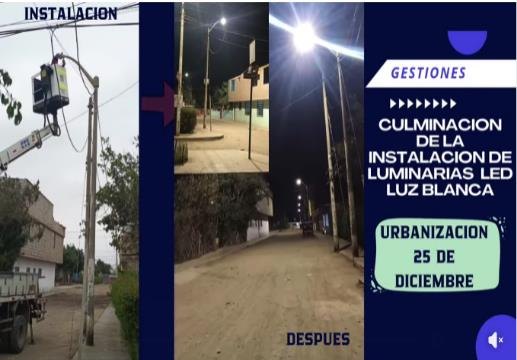 INSTALACION
DESPUES
GESTIONES
CULMINACION
DE LA
INSTALACION DE
LUMINARIAS LED
LUZ BLANCA
URBANIZACION
25 DE
DICIEMBRE